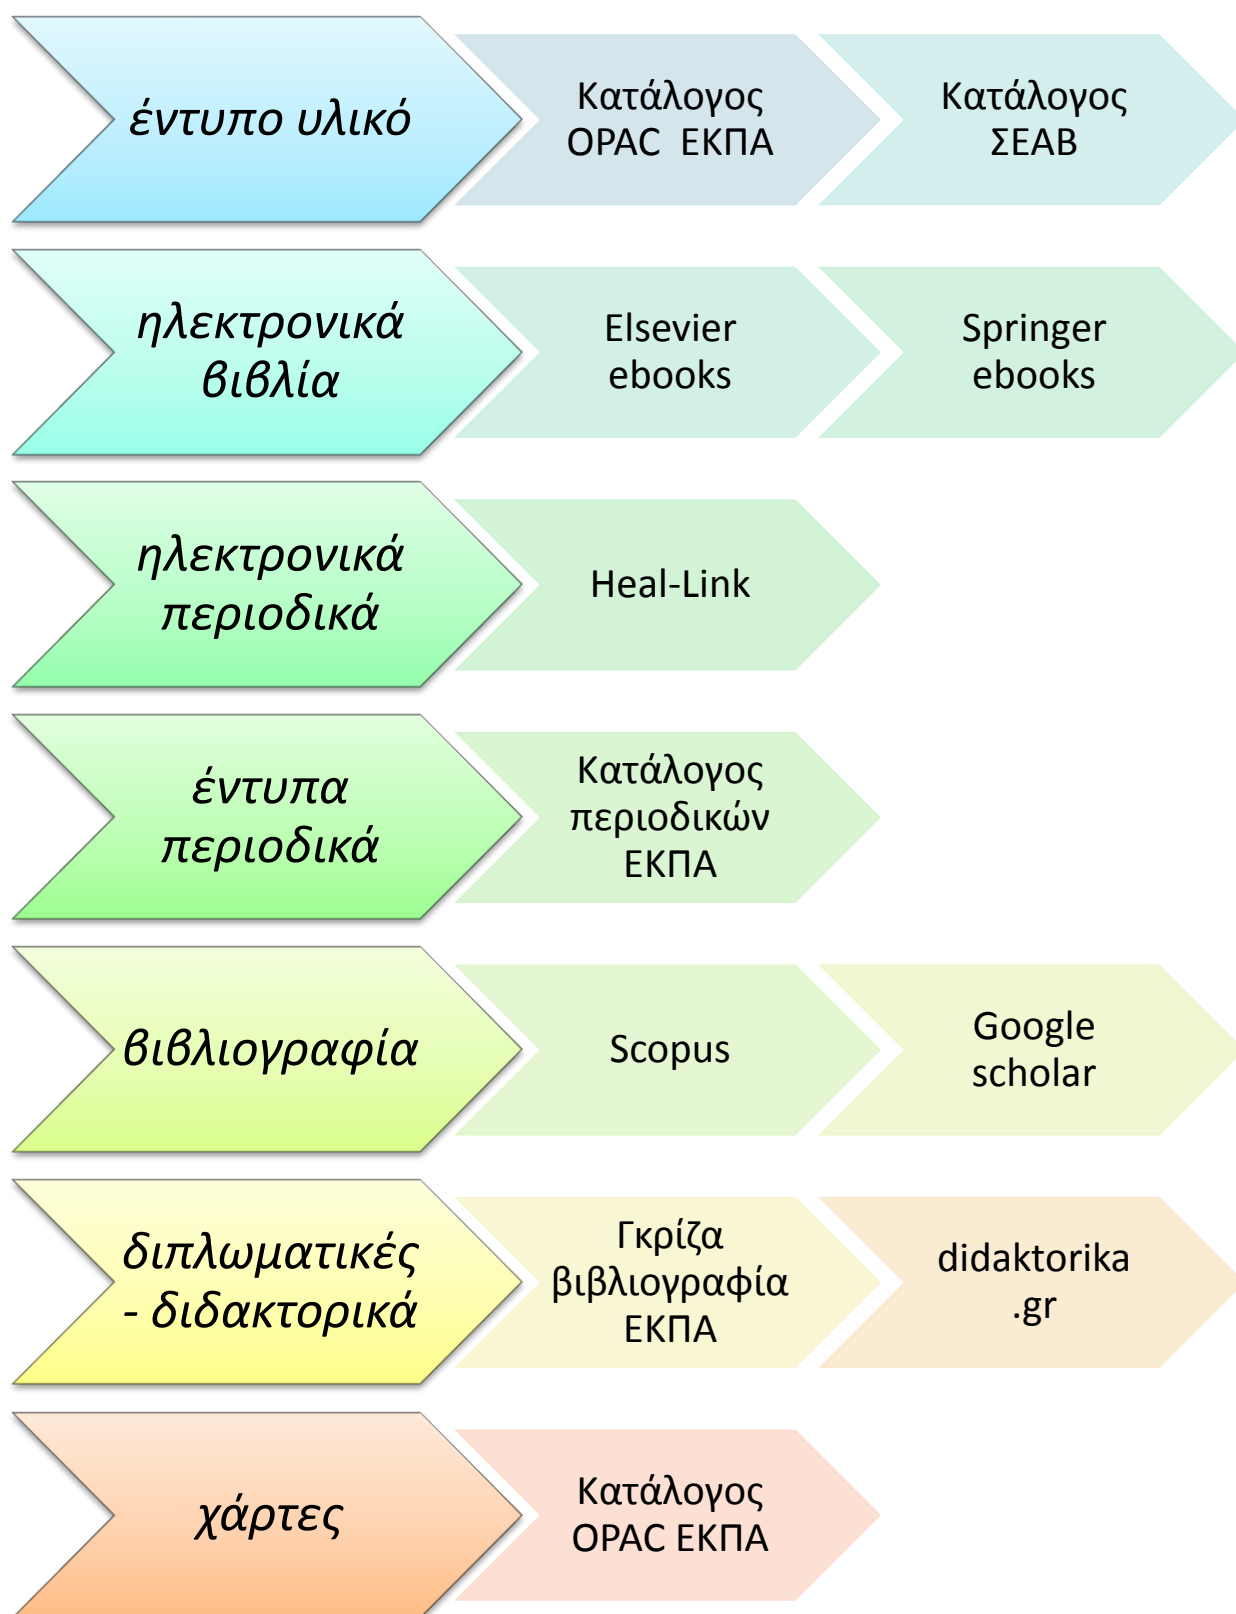 έντυπο υλικό
Κατάλογος
OPAC ΕΚΠΑ
Κατάλογος
ΣΕΑΒ
ηλεκτρονικά
βιβλία
Elsevier
ebooks
Springer
ebooks
ηλεκτρονικά
περιοδικά
Heal-Link
έντυπα
περιοδικά
Κατάλογος
περιοδικών
ΕΚΠΑ
βιβλιογραφία
Scopus
Google
scholar
διπλωματικές
- διδακτορικά
Γκρίζα
βιβλιογραφία
ΕΚΠΑ
didaktorika
.gr
χάρτες
Κατάλογος
OPAC ΕΚΠΑ